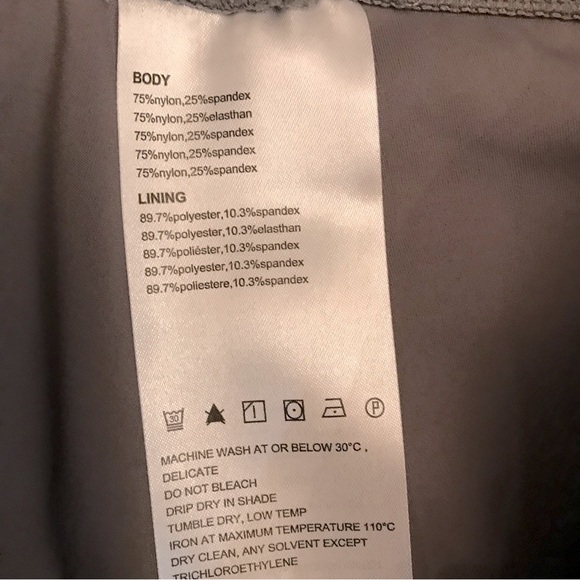 BODY
75%nylon,25%spandex
75%nylon,25%elasthan
75%nylon,25%spandex
75%nylon,25%spandex
75%nylon,25%spandex
LINING
89.7%polyester,10.3%spandex
89.7%polyester,10.3%elasthan
89.7%poliéster,10.3%spandex
89.7%polyester,10.3%spandex
89.7%poliestere,10.3%spandex
30 P
MACHINE WASH AT OR BELOW 30°C ,
DELICATE
DO NOT BLEACH
DRIP DRY IN SHADE
TUMBLE DRY, LOW TEMP
IRON AT MAXIMUM TEMPERATURE 110°C
DRY CLEAN, ANY SOLVENT EXCEPT
TRICHLOROETHYLENE